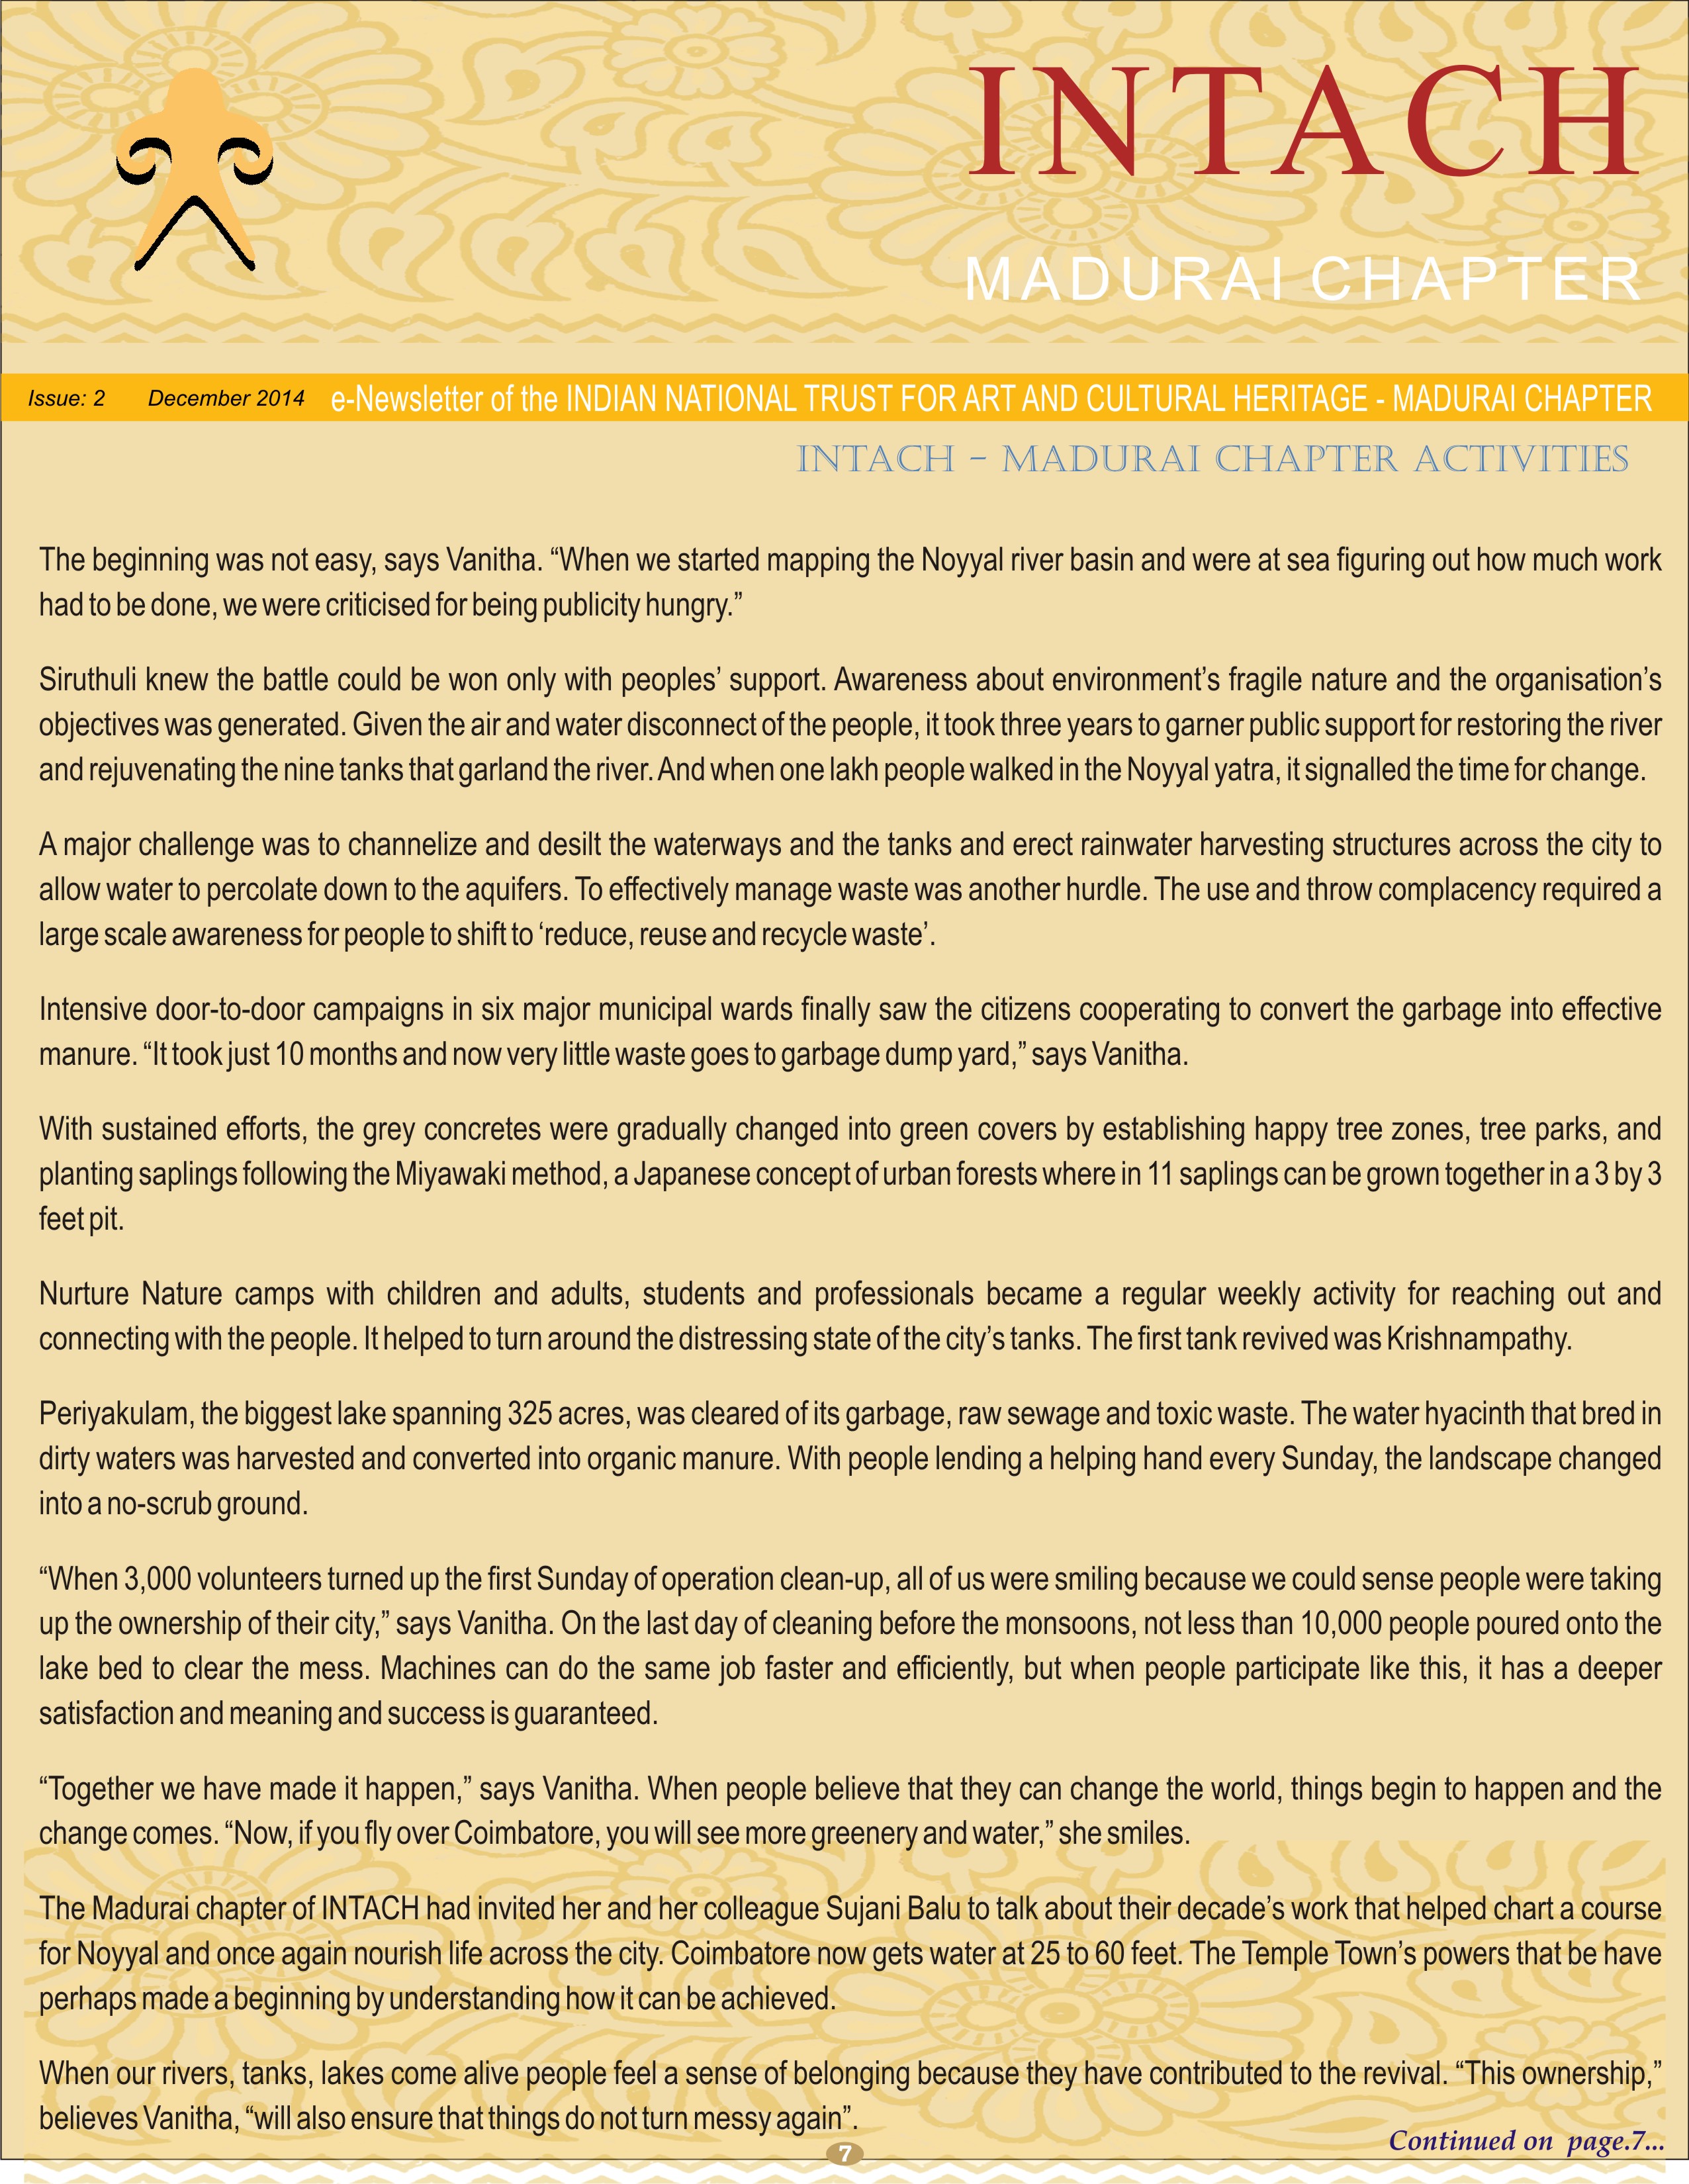 INTACH
MADURAI CHAPTER
Issue: 2 December 2014 e-Newsletter of the INDIAN NATIONAL TRUST FOR ART AND CULTURAL HERITAGE - MADURAI CHAPTER
INTACH - MADURAI CHAPTER ACTIVITIES
The beginning was not easy, says Vanitha. “When we started mapping the Noyyal river basin and were at sea figuring out how much work
had to be done, we were criticised for being publicity hungry.”
Siruthuli knew the battle could be won only with peoples’ support. Awareness about environment’s fragile nature and the organisation’s
objectives was generated. Given the air and water disconnect of the people, it took three years to garner public support for restoring the river
and rejuvenating the nine tanks that garland the river. And when one lakh people walked in the Noyyal yatra, it signalled the time for change.
A major challenge was to channelize and desilt the waterways and the tanks and erect rainwater harvesting structures across the city to
allow water to percolate down to the aquifers. To effectively manage waste was another hurdle. The use and throw complacency required a
large scale awareness for people to shift to ‘reduce, reuse and recycle waste’.
Intensive door-to-door campaigns in six major municipal wards finally saw the citizens cooperating to convert the garbage into effective
manure. “It took just 10 months and now very little waste goes to garbage dump yard,” says Vanitha.
With sustained efforts, the grey concretes were gradually changed into green covers by establishing happy tree zones, tree parks, and
planting saplings following the Miyawaki method, a Japanese concept of urban forests where in 11 saplings can be grown together in a 3 by 3
feet pit.
Nurture Nature camps with children and adults, students and professionals became a regular weekly activity for reaching out and
connecting with the people. It helped to turn around the distressing state of the city’s tanks. The first tank revived was Krishnampathy.
Periyakulam, the biggest lake spanning 325 acres, was cleared of its garbage, raw sewage and toxic waste. The water hyacinth that bred in
dirty waters was harvested and converted into organic manure. With people lending a helping hand every Sunday, the landscape changed
into a no-scrub ground.
“When 3,000 volunteers turned up the first Sunday of operation clean-up, all of us were smiling because we could sense people were taking
up the ownership of their city,” says Vanitha. On the last day of cleaning before the monsoons, not less than 10,000 people poured onto the
lake bed to clear the mess. Machines can do the same job faster and efficiently, but when people participate like this, it has a deeper
satisfaction and meaning and success is guaranteed.
“Together we have made it happen,” says Vanitha. When people believe that they can change the world, things begin to happen and the
change comes. “Now, if you fly over Coimbatore, you will see more greenery and water,” she smiles.
The Madurai chapter of INTACH had invited her and her colleague Sujani Balu to talk about their decade’s work that helped chart a course
for Noyyal and once again nourish life across the city. Coimbatore now gets water at 25 to 60 feet. The Temple Town’s powers that be have
perhaps made a beginning by understanding how it can be achieved.
When our rivers, tanks, lakes come alive people feel a sense of belonging because they have contributed to the revival. “This ownership,”
believes Vanitha, “will also ensure that things do not turn messy again”.
Continued on page.7...
7